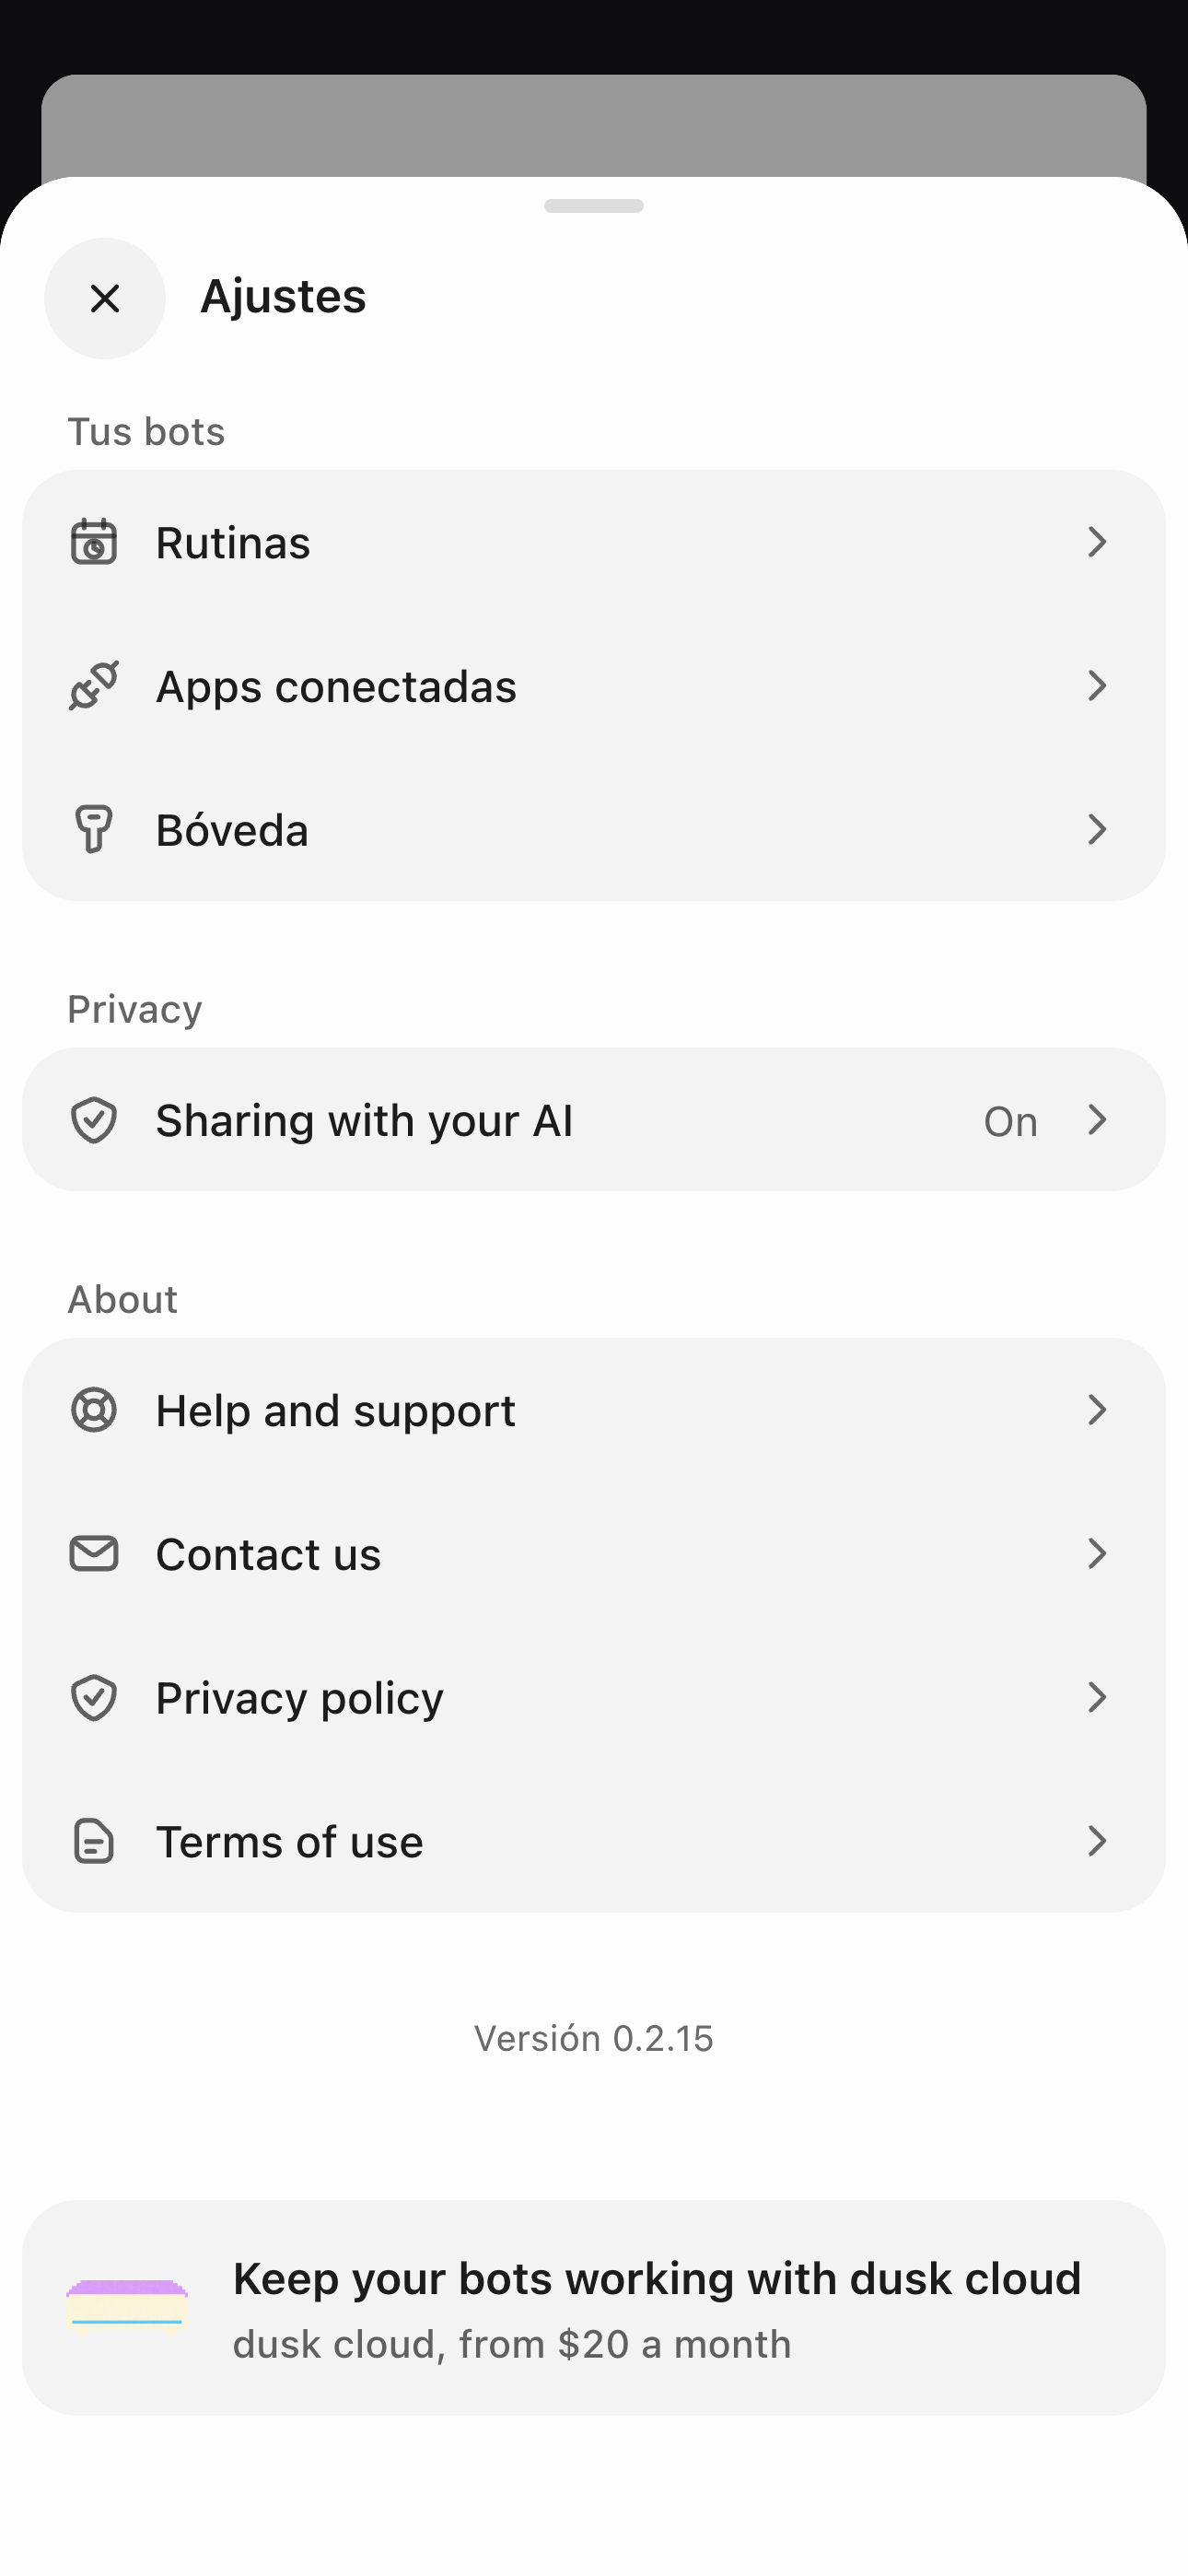 Ajustes
Tus bots
Rutinas
Apps conectadas
Bóveda
Privacy
Sharing with your AI
On
About
Help and support
Contact us
Privacy policy
Terms of use
Versión 0.2.15
Keep your bots working with dusk cloud
dusk cloud, from $20 a month